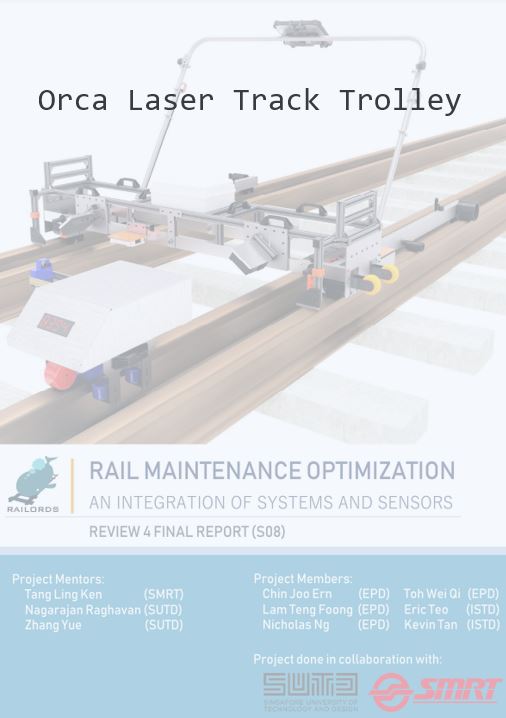 Orca Laser Track Trolley
RAILORDS
RAIL MAINTENANCE OPTIMIZATION
AN INTEGRATION OF SYSTEMS AND SENSORS
REVIEW 4 FINAL REPORT (S08)
Project Mentors:
Tang Ling Ken (SMRT)
Nagarajan Raghavan (SUTD)
Zhang Yue (SUTD)
Project Members:
Chin Joo Ern (EPD) Toh Wei Qi (EPD)
Lam Teng Foong (EPD) Eric Teo (ISTD)
Nicholas Ng (EPD) Kevin Tan (ISTD)
Project done in collaboration with:
SUTD
SINGAPORE UNIVERSITY OF
TECHNOLOGY AND DESIGN
SMRT